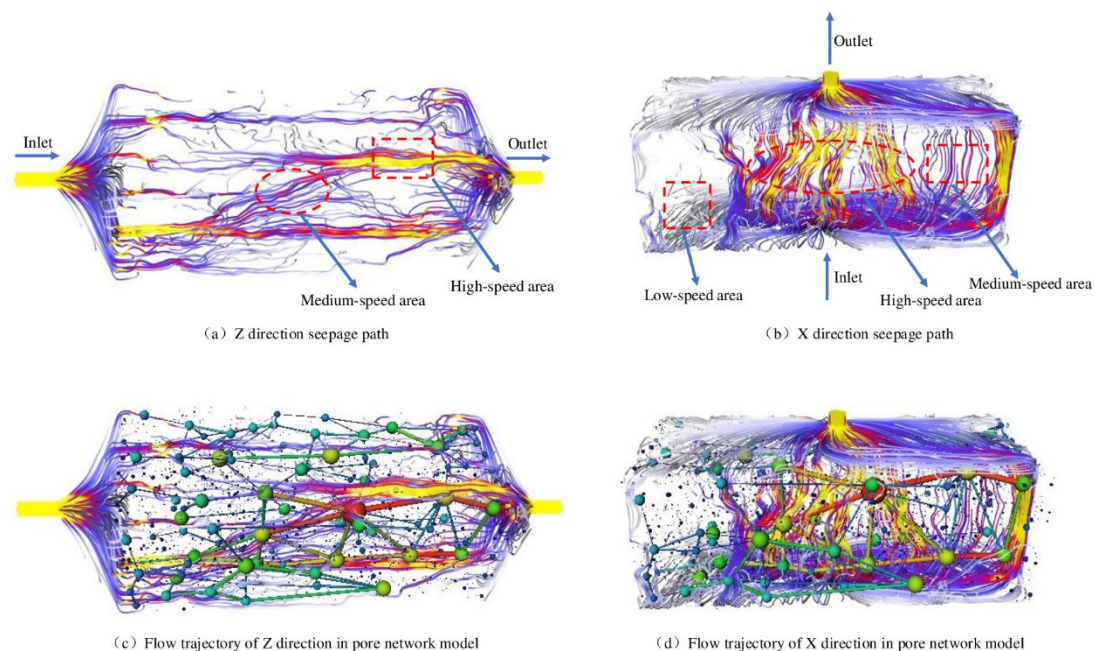 Outlet
Inlet
Outlet
Medium-speed area
High-speed area
Low-speed area
Inlet
High-speed area
Medium-speed area
（a）Z direction seepage path
（b）X direction seepage path
（c）Flow trajectory of Z direction in pore network model
（d）Flow trajectory of X direction in pore network model